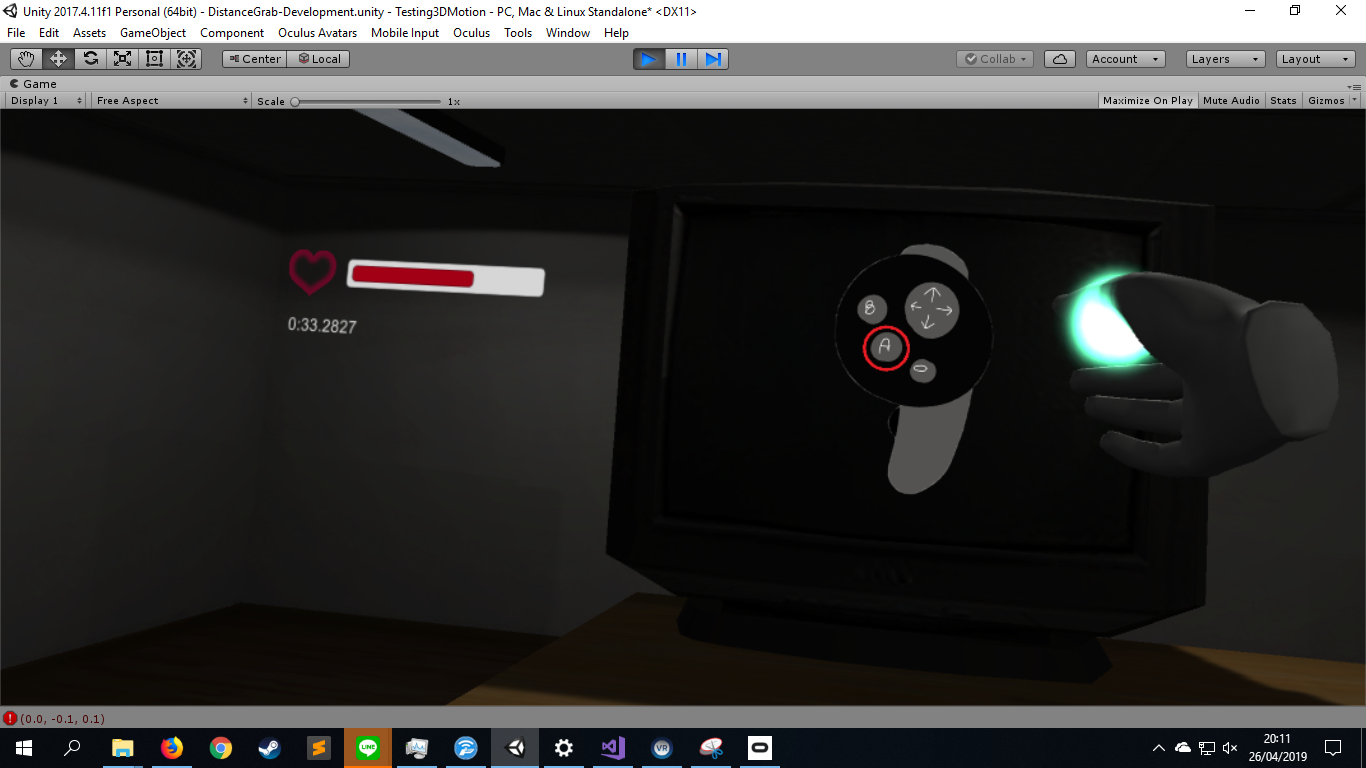 Unity 2017.4.11f1 Personal (64bit) - DistanceGrab-Development.unity - Testing3DMotion - PC, Mac & Linux Standalone* <DX11>
File Edit Assets GameObject Component Oculus Avatars Mobile Input Oculus Tools Window Help
Center Local Collab Account Layers Layout
Game
Display 1 Free Aspect Scale 1x Maximize On Play Mute Audio Stats Gizmos
B
A
0:33.2827
(0.0, -0.1, 0.1)
LINE
VR
20:11
26/04/2019